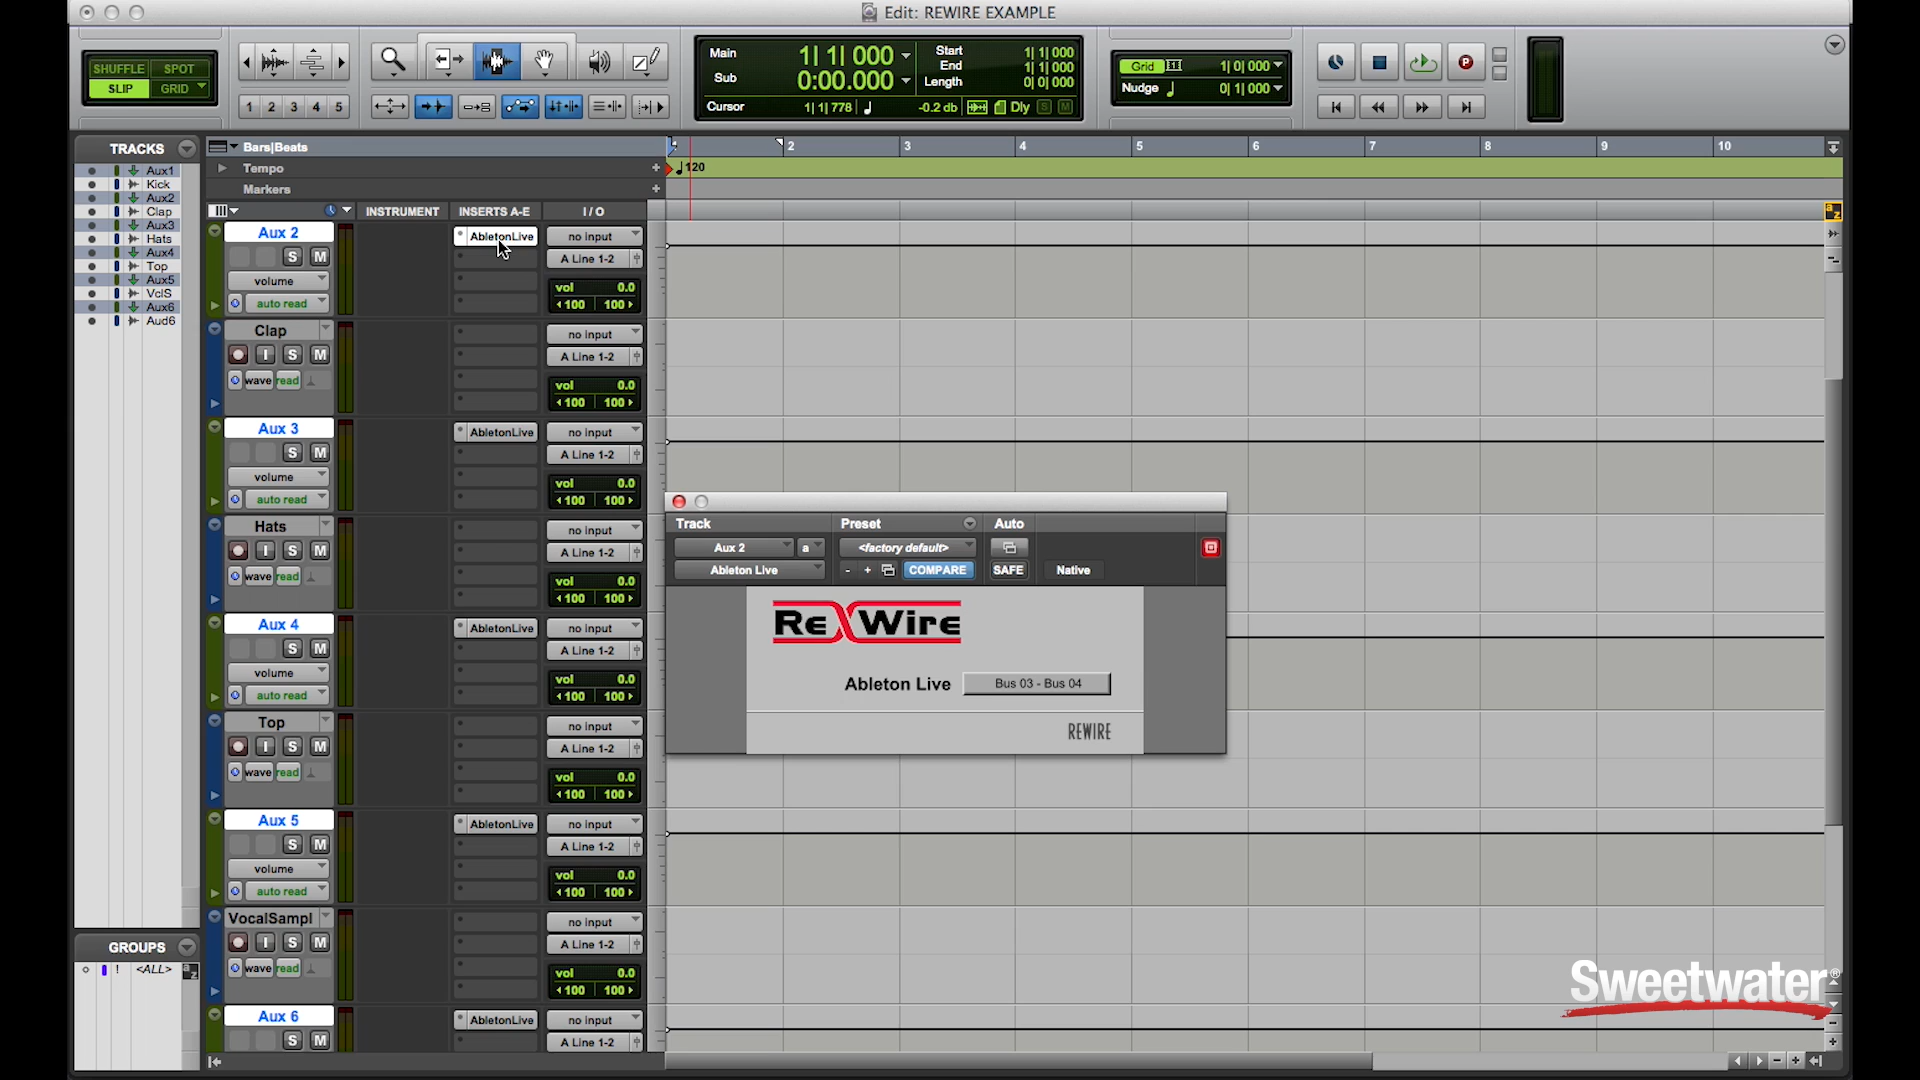 Edit: REWIRE EXAMPLE
SHUFFLE SPOT
SLIP GRID
1 2 3 4 5
Main 1| 1| 000
Sub 0:00.000
Start 1| 1| 000
End 1| 1| 000
Length 0| 0| 000
Cursor 1| 1| 778 -0.2 db Dly S M
Grid 1| 0| 000
Nudge 0| 1| 000
TRACKS
Aux1
Kick
Aux2
Clap
Aux3
Hats
Aux4
Top
Aux5
VclS
Aux6
Aud6
GROUPS
! <ALL>
Bars|Beats
2 3 4 5 6 7 8 9 10
Tempo
120
Markers
INSTRUMENT INSERTS A-E I / O
Aux 2 AbletonLive no input
S M A Line 1-2
volume vol 0.0
auto read 100 100
Clap no input
I S M A Line 1-2
wave read vol 0.0
100 100
Aux 3 AbletonLive no input
S M A Line 1-2
volume vol 0.0
auto read 100 100
Hats no input
I S M A Line 1-2
wave read vol 0.0
100 100
Aux 4 AbletonLive no input
S M A Line 1-2
volume vol 0.0
auto read 100 100
Top no input
I S M A Line 1-2
wave read vol 0.0
100 100
Aux 5 AbletonLive no input
S M A Line 1-2
volume vol 0.0
auto read 100 100
VocalSampl no input
I S M A Line 1-2
wave read vol 0.0
100 100
Aux 6 AbletonLive no input
S M A Line 1-2
Track Preset Auto
Aux 2 a <factory default>
Ableton Live - + COMPARE SAFE Native
ReWire
Ableton Live Bus 03 - Bus 04
REWIRE
Sweetwater®